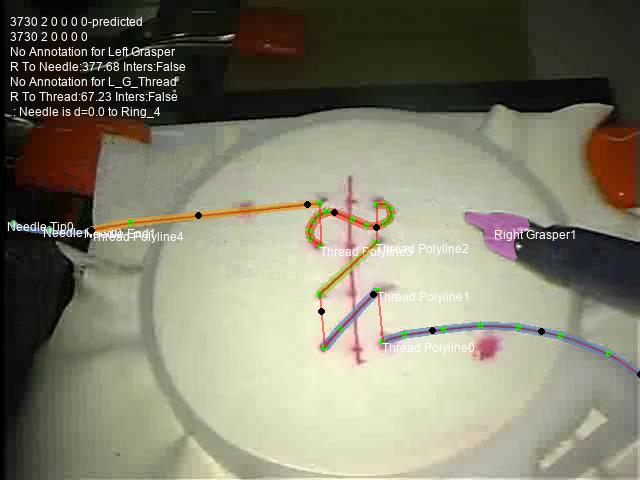 3730 2 0 0 0 0-predicted
3730 2 0 0 0 0
No Annotation for Left Grasper
R To Needle:377.68 Inters:False
No Annotation for L_G_Thread
R To Thread:67.23 Inters:False
: Needle is d=0.0 to Ring_4
Needle Tip0
Thread Polyline4
Right Grasper1
Thread Polyline2
Thread Polyline3
Thread Polyline1
Thread Polyline0